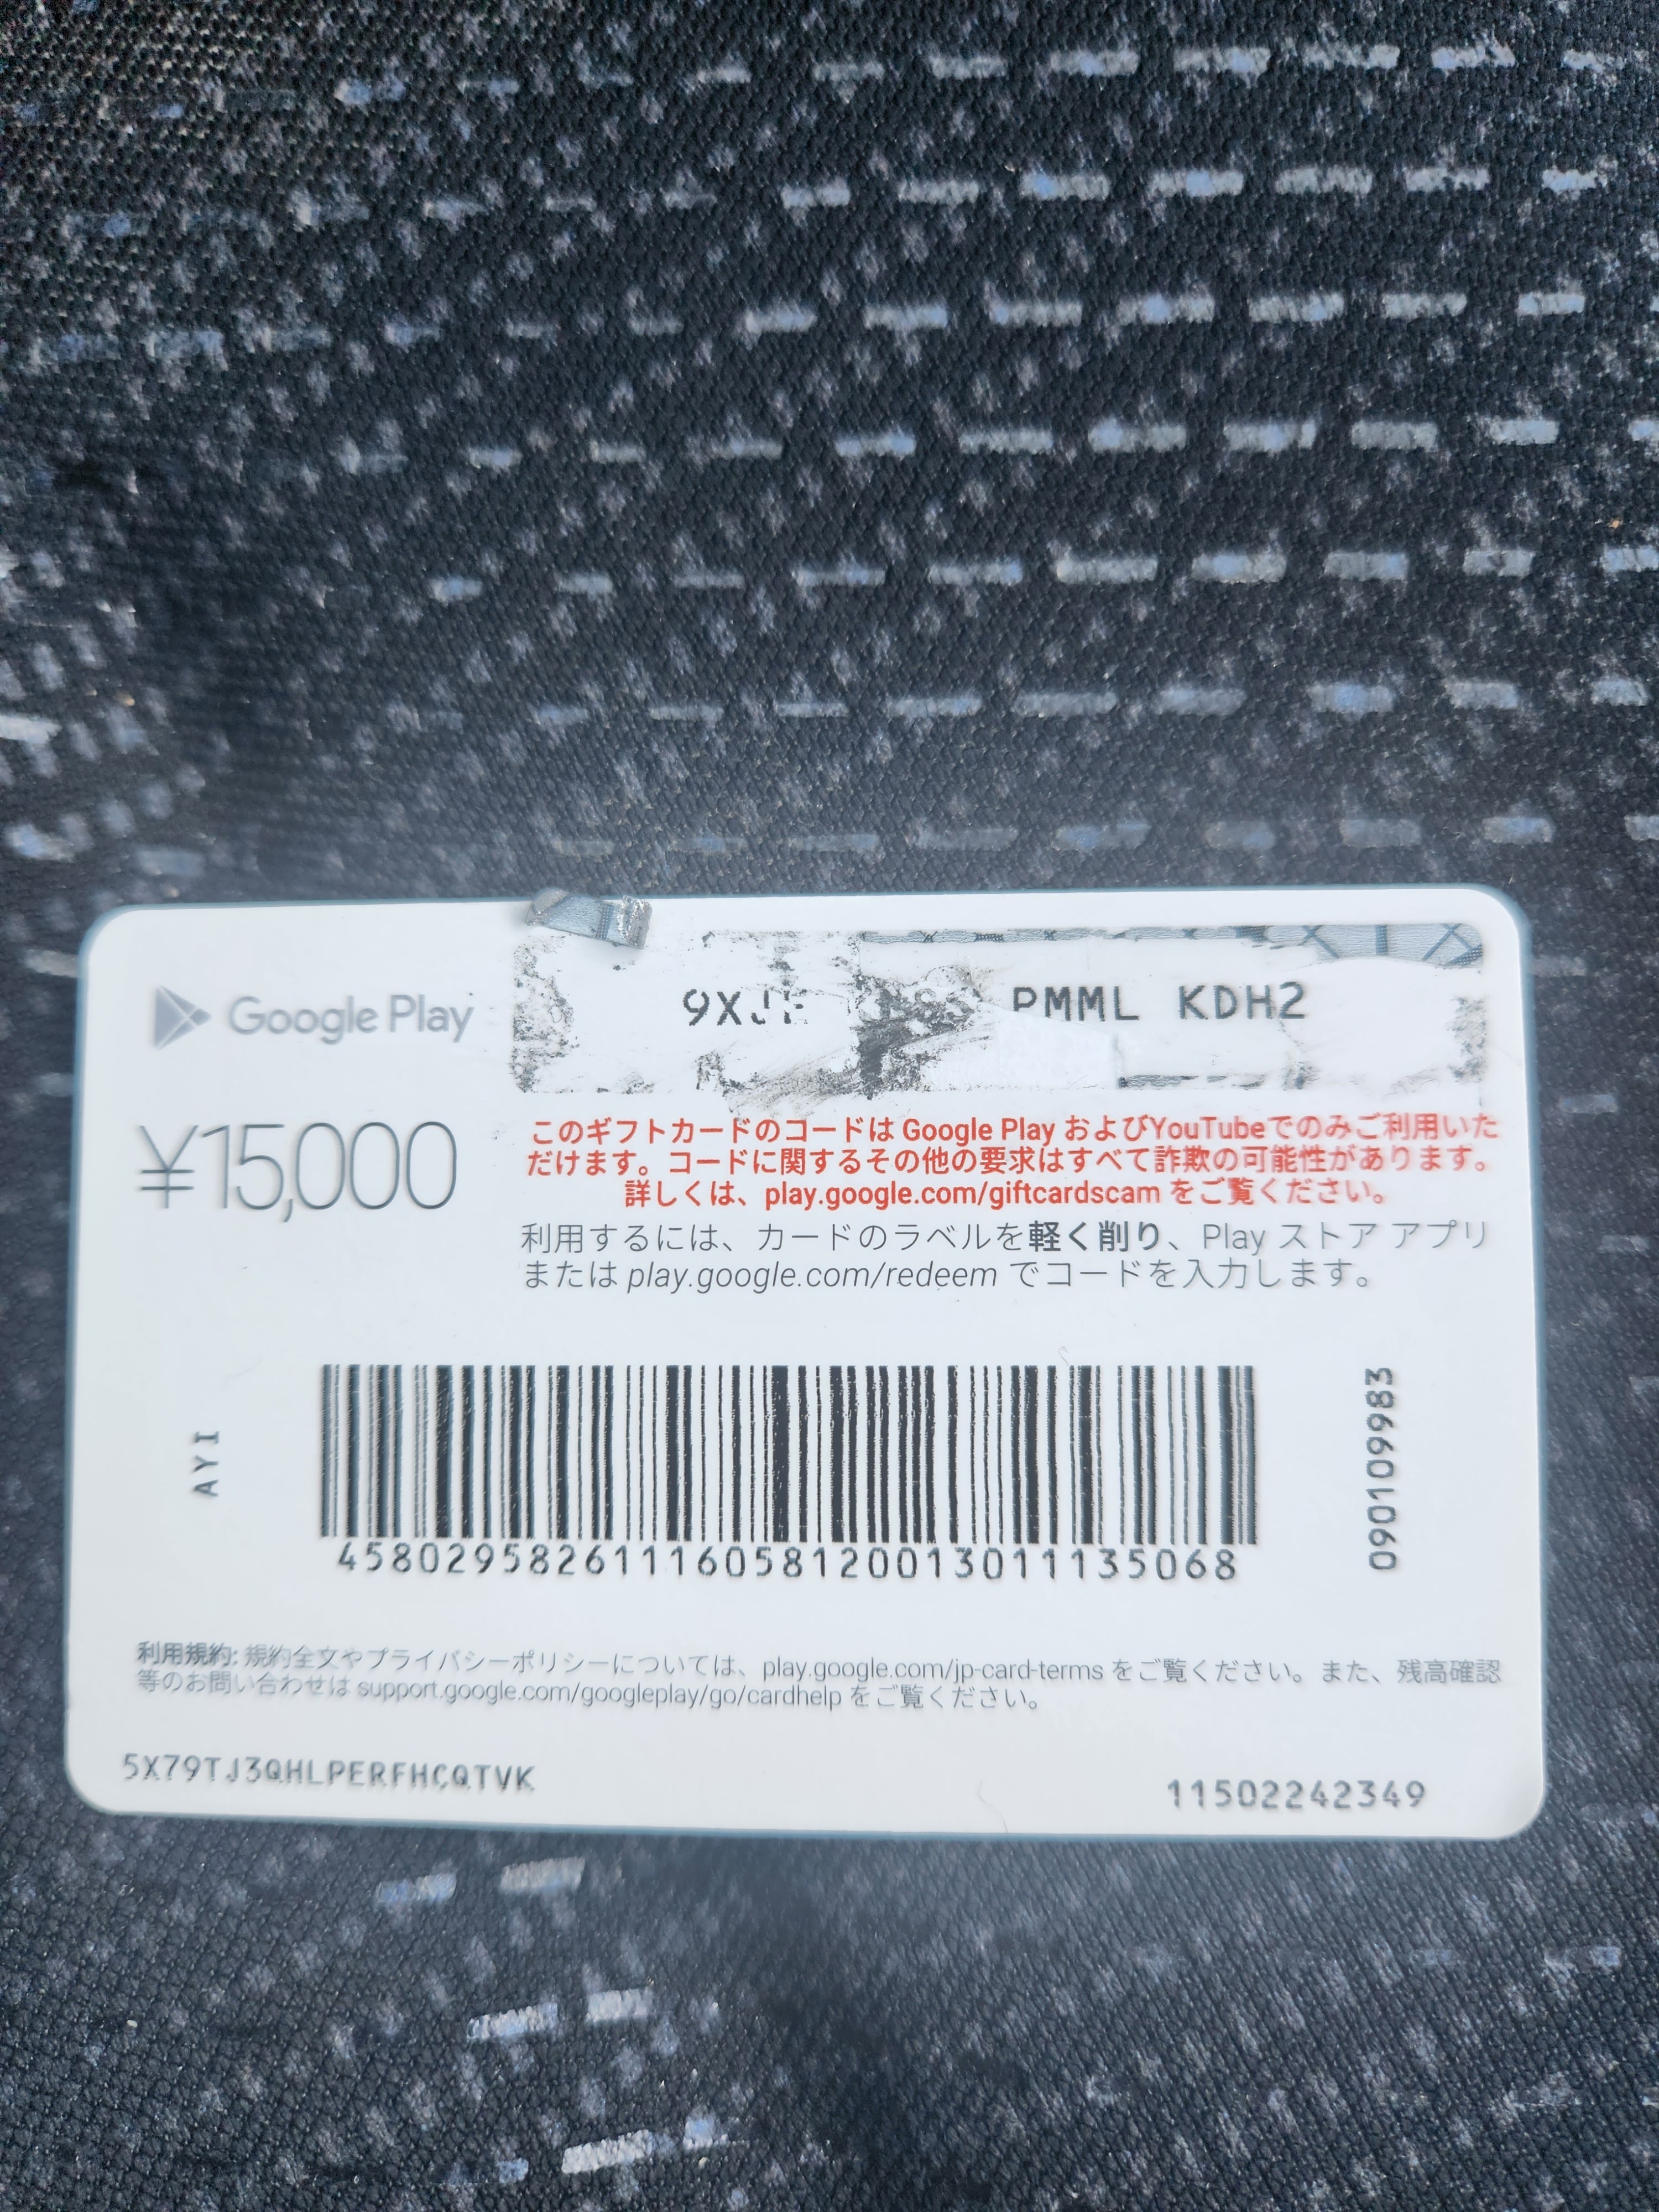 Google Play
PMML KDH2
¥15,000
このギフトカードのコードは Google Play およびYouTubeでのみご利用いた
だけます。コードに関するその他の要求はすべて詐欺の可能性があります。
詳しくは、play.google.com/giftcardscam をご覧ください。
利用するには、カードのラベルを軽く削り、Play ストア アプリ
または play.google.com/redeem でコードを入力します。
AYI
45802958261116058120013011135068
090109983
利用規約: 規約全文やプライバシーポリシーについては、play.google.com/jp-card-terms をご覧ください。また、残高確認
等のお問い合わせは support.google.com/googleplay/go/cardhelp をご覧ください。
5X79TJ3QHLPERFHCQTVK
11502242349